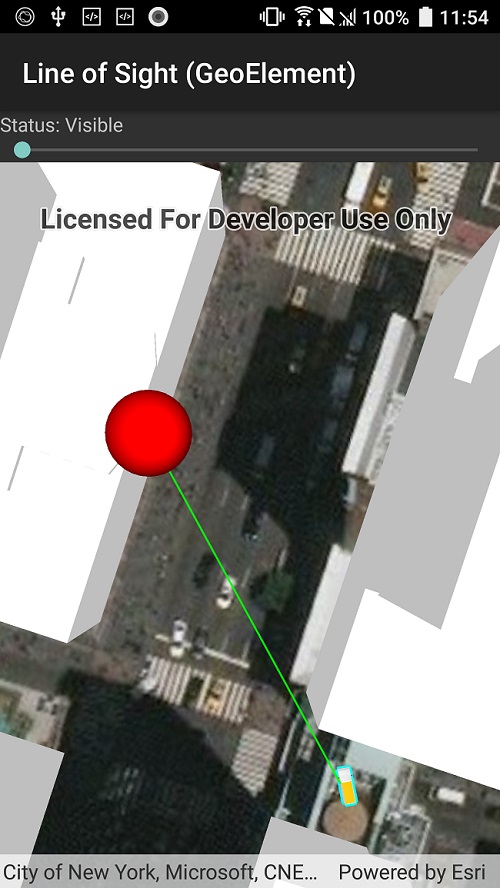 100% 11:54
Line of Sight (GeoElement)
Status: Visible
Licensed For Developer Use Only
City of New York, Microsoft, CNE... Powered by Esri